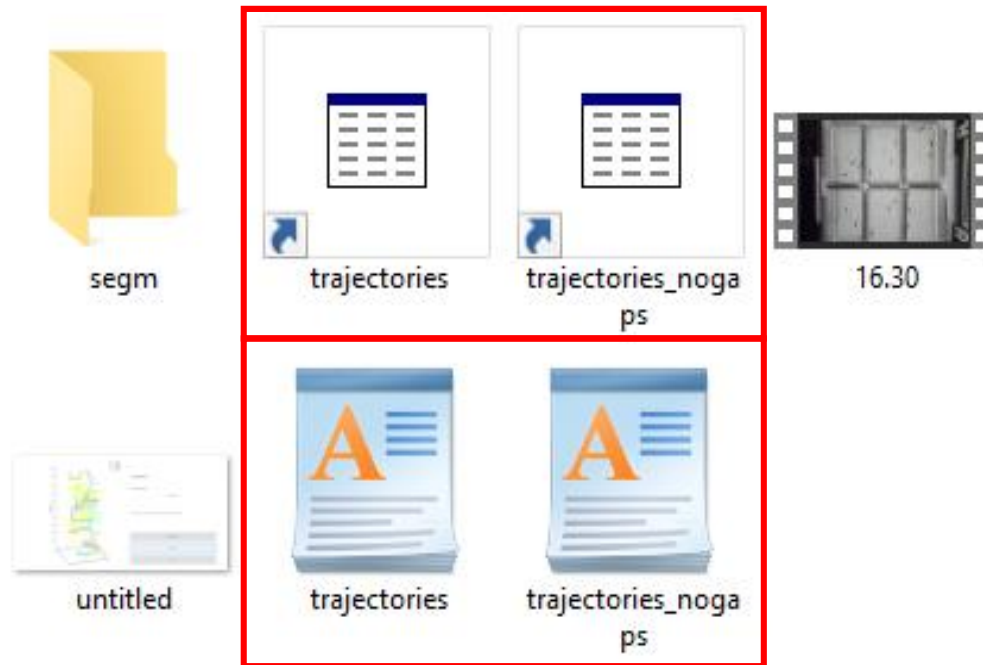 segm
trajectories
trajectories_noga
ps
16.30
untitled
trajectories
trajectories_noga
ps